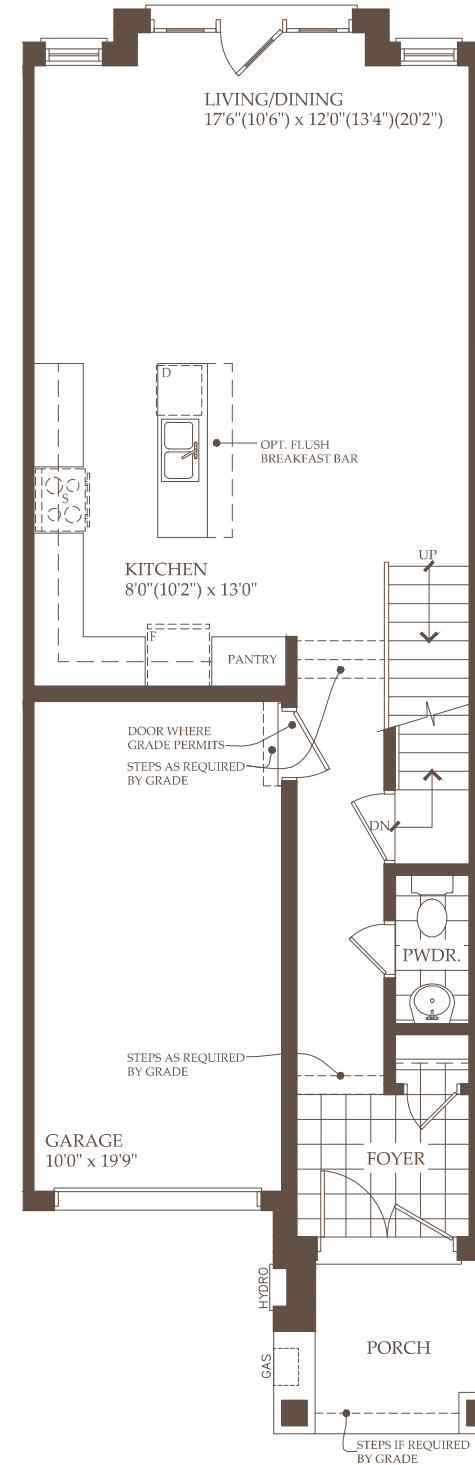 LIVING/DINING
17'6"(10'6") x 12'0"(13'4")(20'2")
D
OPT. FLUSH
BREAKFAST BAR
S
UP
KITCHEN
8'0"(10'2") x 13'0"
F
PANTRY
DOOR WHERE
GRADE PERMITS
STEPS AS REQUIRED
BY GRADE
DN
PWDR.
STEPS AS REQUIRED
BY GRADE
GARAGE
10'0" x 19'9"
FOYER
HYDRO
PORCH
GAS
STEPS IF REQUIRED
BY GRADE